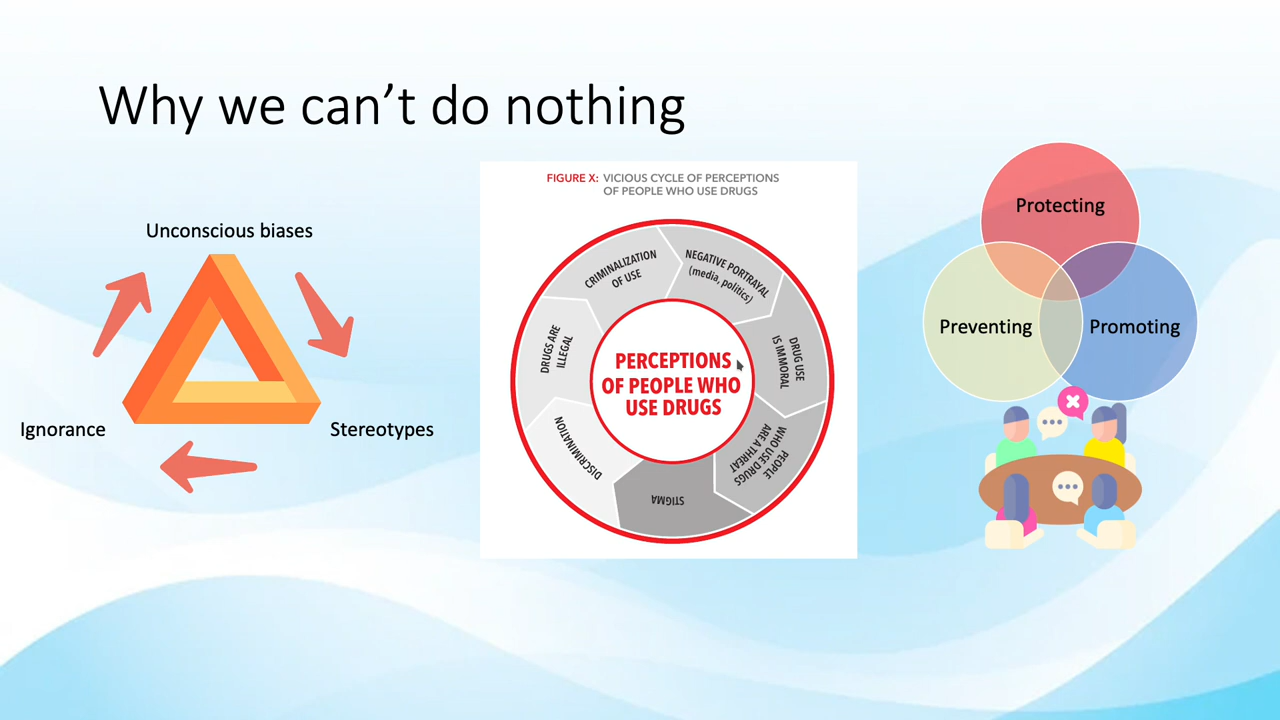 Why we can’t do nothing
Unconscious biases
Ignorance
Stereotypes
FIGURE X: VICIOUS CYCLE OF PERCEPTIONS
OF PEOPLE WHO USE DRUGS
CRIMINALIZATION
OF USE
NEGATIVE PORTRAYAL
(media, politics)
DRUG USE
IS IMMORAL
PEOPLE
WHO USE DRUGS
ARE A THREAT
STIGMA
DISCRIMINATION
DRUGS ARE
ILLEGAL
PERCEPTIONS
OF PEOPLE WHO
USE DRUGS
Protecting
Preventing
Promoting